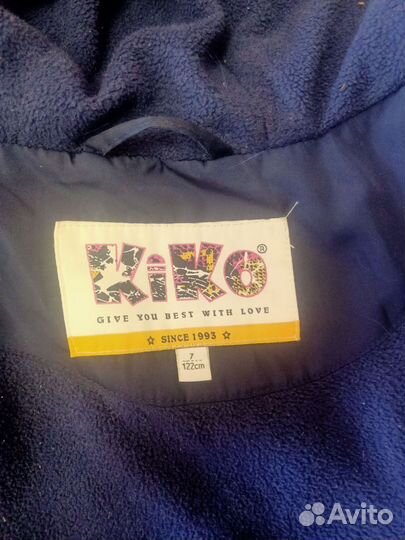 KiKo®
GIVE YOU BEST WITH LOVE
☆ SINCE 1993 ☆
7
122cm
Avito